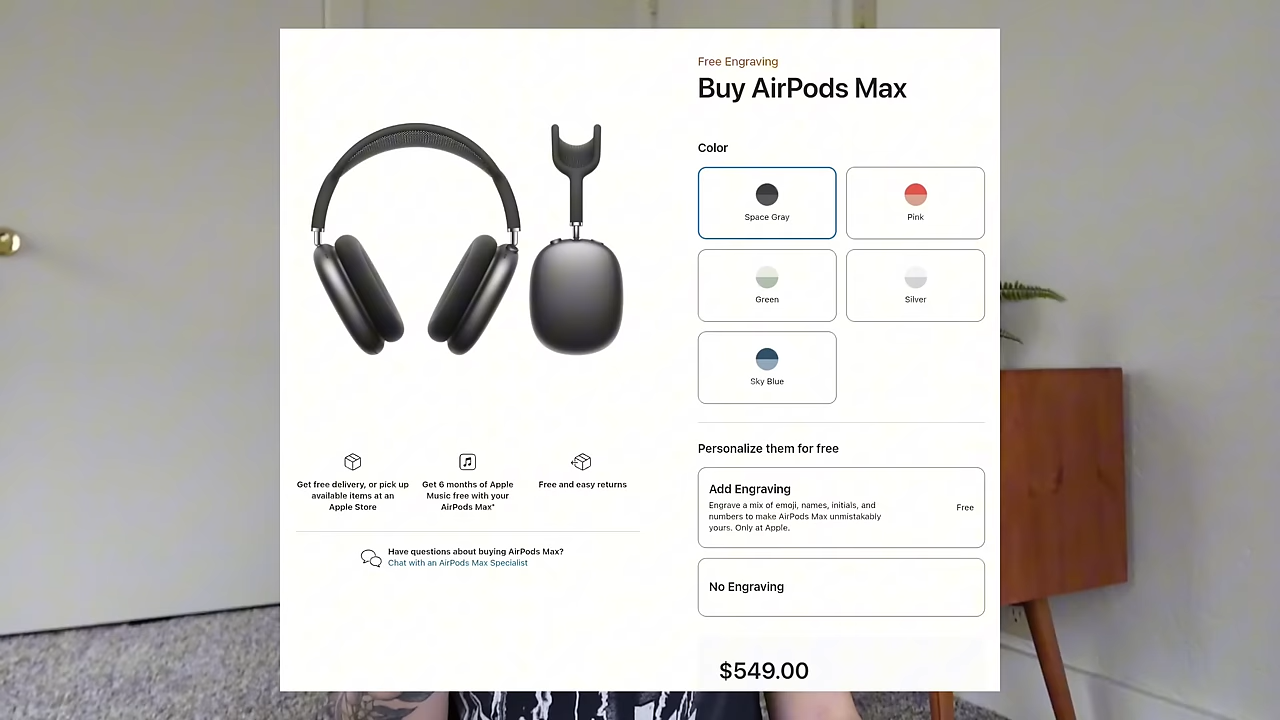 Free Engraving
Buy AirPods Max
Color
Space Gray
Pink
Green
Silver
Sky Blue
Personalize them for free
Add Engraving
Engrave a mix of emoji, names, initials, and
numbers to make AirPods Max unmistakably
yours. Only at Apple.
Free
No Engraving
$549.00
Get free delivery, or pick up
available items at an
Apple Store
Get 6 months of Apple
Music free with your
AirPods Max*
Free and easy returns
Have questions about buying AirPods Max?
Chat with an AirPods Max Specialist